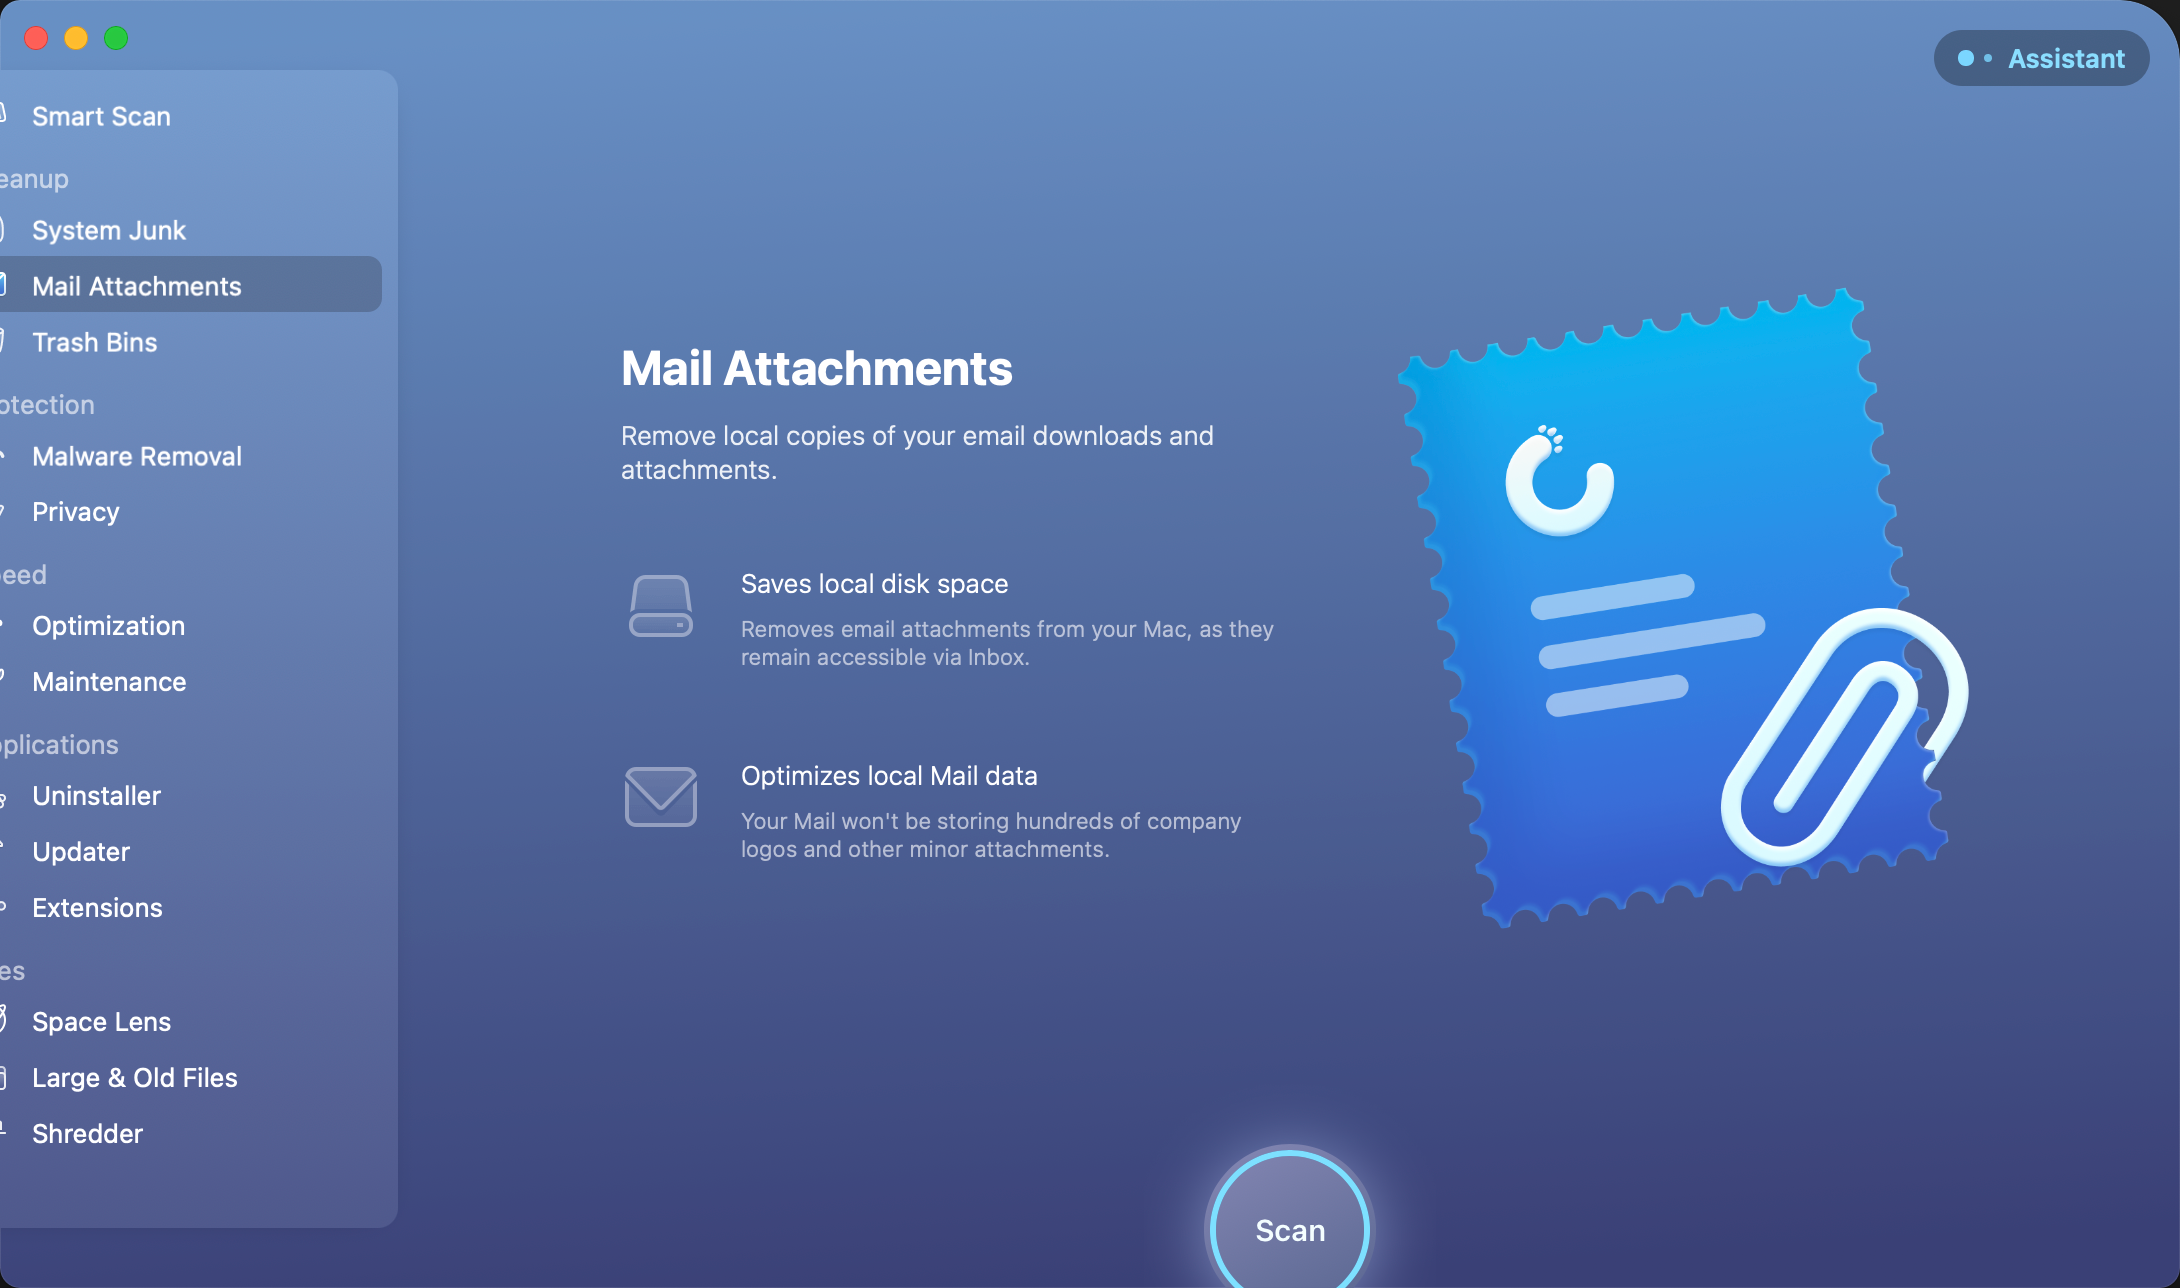 Assistant
Smart Scan
eanup
System Junk
Mail Attachments
Trash Bins
otection
Malware Removal
Privacy
eed
Optimization
Maintenance
plications
Uninstaller
Updater
Extensions
es
Space Lens
Large & Old Files
Shredder
Mail Attachments
Remove local copies of your email downloads and
attachments.
Saves local disk space
Removes email attachments from your Mac, as they
remain accessible via Inbox.
Optimizes local Mail data
Your Mail won't be storing hundreds of company
logos and other minor attachments.
Scan